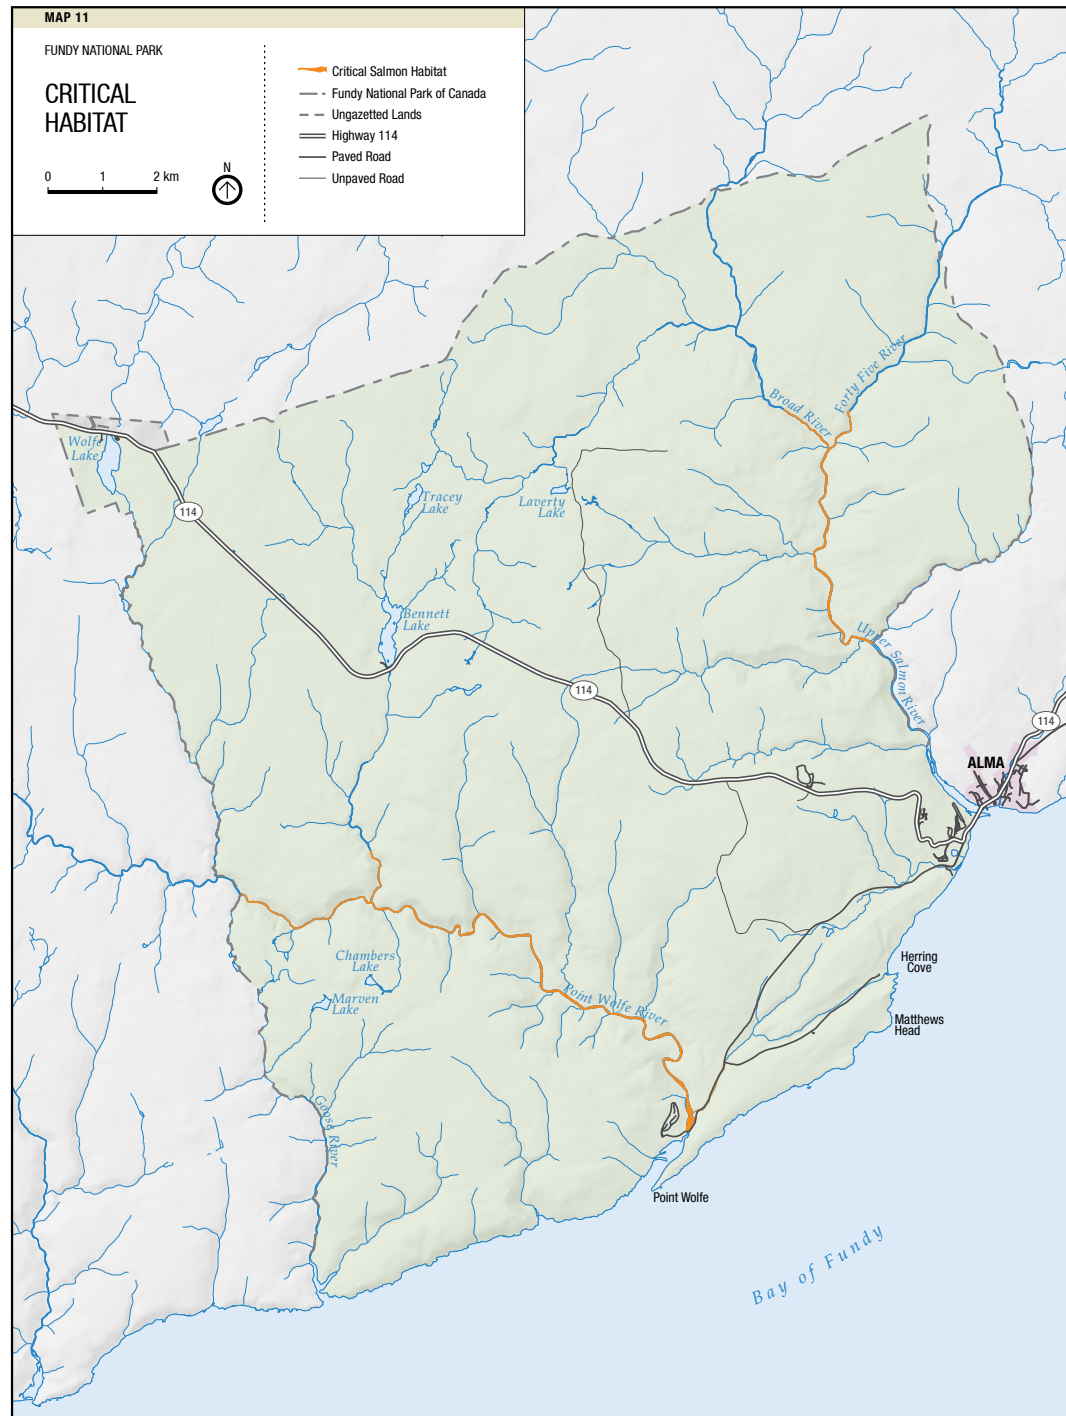 MAP 11
FUNDY NATIONAL PARK
CRITICAL
HABITAT
0 1 2 km
N
Critical Salmon Habitat
Fundy National Park of Canada
Ungazetted Lands
Highway 114
Paved Road
Unpaved Road
Forty Five River
Broad River
Wolfe
Lake
Tracey
Lake
Laverty
Lake
114
Bennett
Lake
Upper Salmon River
114
114
ALMA
Chambers
Lake
Marven
Lake
Herring
Cove
Point Wolfe River
Matthews
Head
Goose River
Point Wolfe
Bay of Fundy